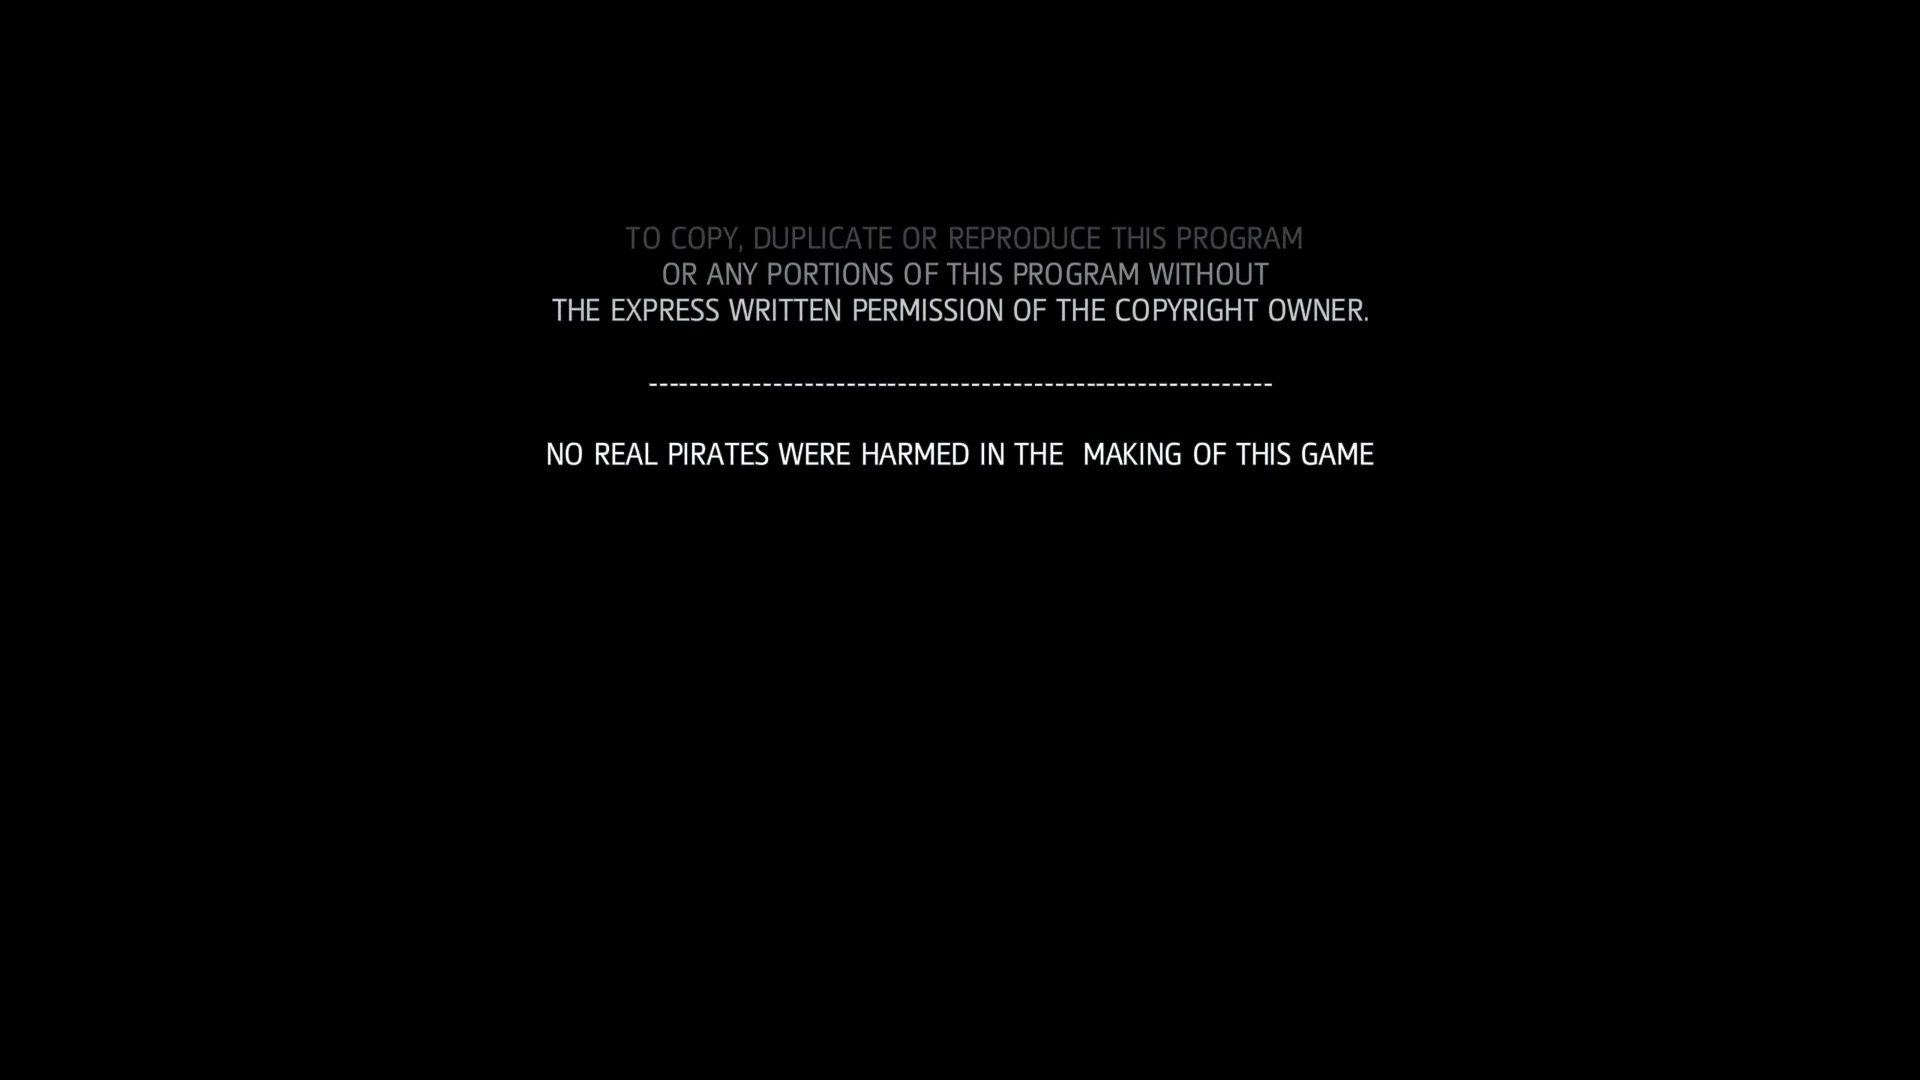 TO COPY, DUPLICATE OR REPRODUCE THIS PROGRAM
OR ANY PORTIONS OF THIS PROGRAM WITHOUT
THE EXPRESS WRITTEN PERMISSION OF THE COPYRIGHT OWNER.
------------------------------------------------------------
NO REAL PIRATES WERE HARMED IN THE  MAKING OF THIS GAME